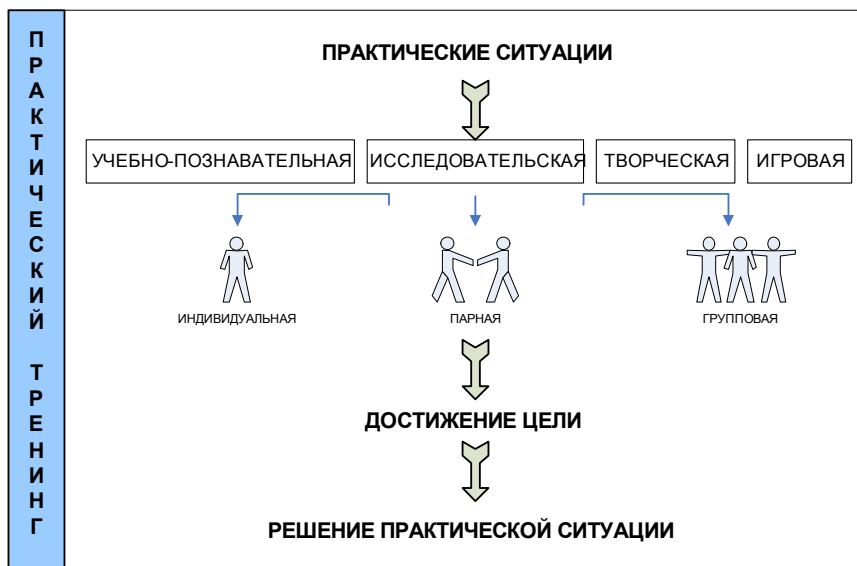 ПРАКТИЧЕСКИЙ ТРЕНИНГ
ПРАКТИЧЕСКИЕ СИТУАЦИИ
УЧЕБНО-ПОЗНАВАТЕЛЬНАЯ
ИССЛЕДОВАТЕЛЬСКАЯ
ТВОРЧЕСКАЯ
ИГРОВАЯ
ИНДИВИДУАЛЬНАЯ
ПАРНАЯ
ГРУППОВАЯ
ДОСТИЖЕНИЕ ЦЕЛИ
РЕШЕНИЕ ПРАКТИЧЕСКОЙ СИТУАЦИИ